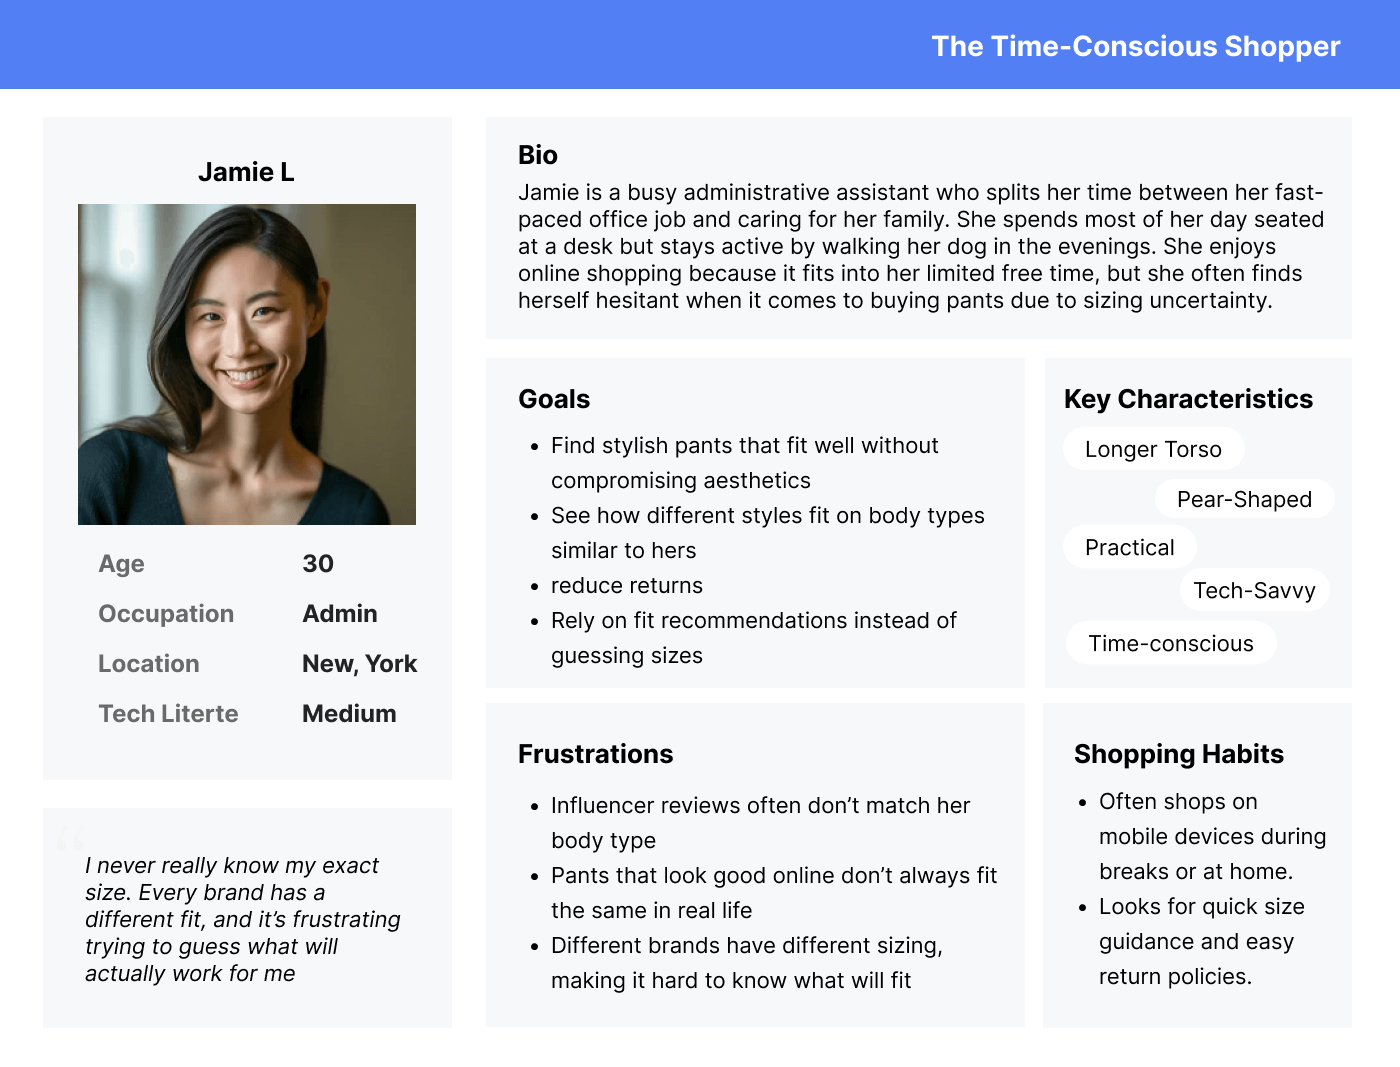 The Time-Conscious Shopper
Jamie L
Age 30
Occupation Admin
Location New, York
Tech Literte Medium
“
I never really know my exact
size. Every brand has a
different fit, and it’s frustrating
trying to guess what will
actually work for me
Bio
Jamie is a busy administrative assistant who splits her time between her fast-
paced office job and caring for her family. She spends most of her day seated
at a desk but stays active by walking her dog in the evenings. She enjoys
online shopping because it fits into her limited free time, but she often finds
herself hesitant when it comes to buying pants due to sizing uncertainty.
Goals
• Find stylish pants that fit well without
compromising aesthetics
• See how different styles fit on body types
similar to hers
• reduce returns
• Rely on fit recommendations instead of
guessing sizes
Key Characteristics
Longer Torso
Pear-Shaped
Practical
Tech-Savvy
Time-conscious
Frustrations
• Influencer reviews often don’t match her
body type
• Pants that look good online don’t always fit
the same in real life
• Different brands have different sizing,
making it hard to know what will fit
Shopping Habits
• Often shops on
mobile devices during
breaks or at home.
• Looks for quick size
guidance and easy
return policies.